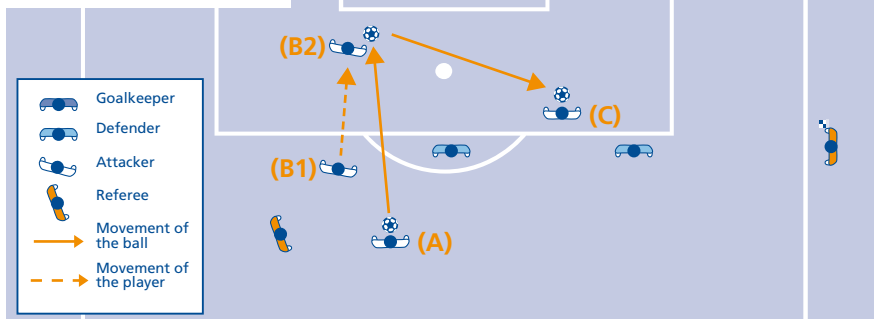 (B2)
Goalkeeper
Defender
(C)
Attacker
(B1)
Referee
Movement of
the ball
(A)
Movement of
the player